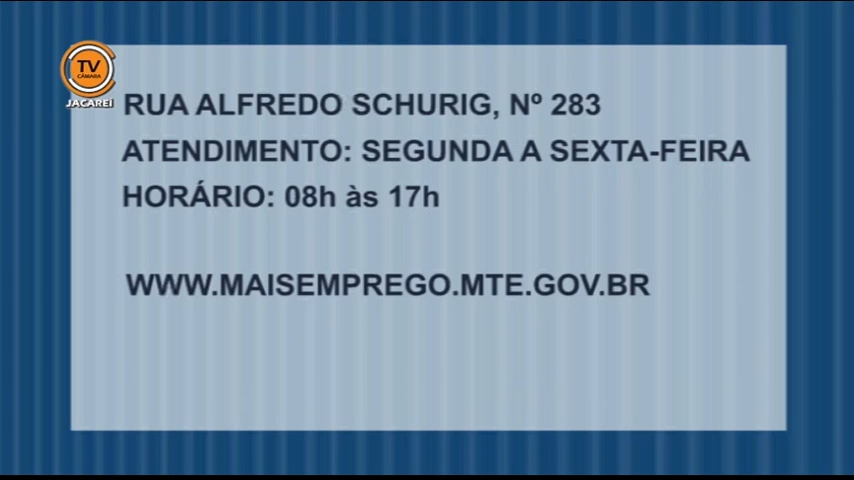 TV
CÂMARA
JACAREÍ
RUA ALFREDO SCHURIG, Nº 283
ATENDIMENTO: SEGUNDA A SEXTA-FEIRA
HORÁRIO: 08h às 17h
WWW.MAISEMPREGO.MTE.GOV.BR